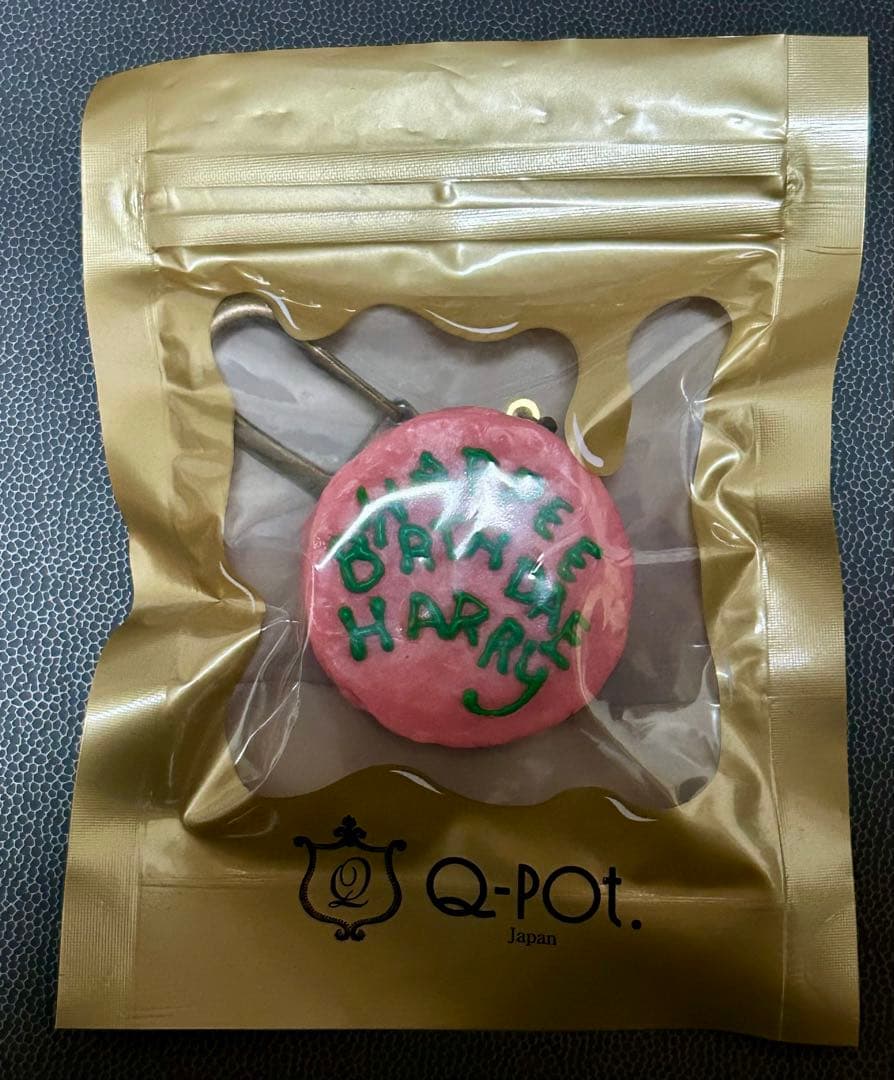 HAPPEE
BIRTHDAE
HARRY
Q
Q-POt.
Japan